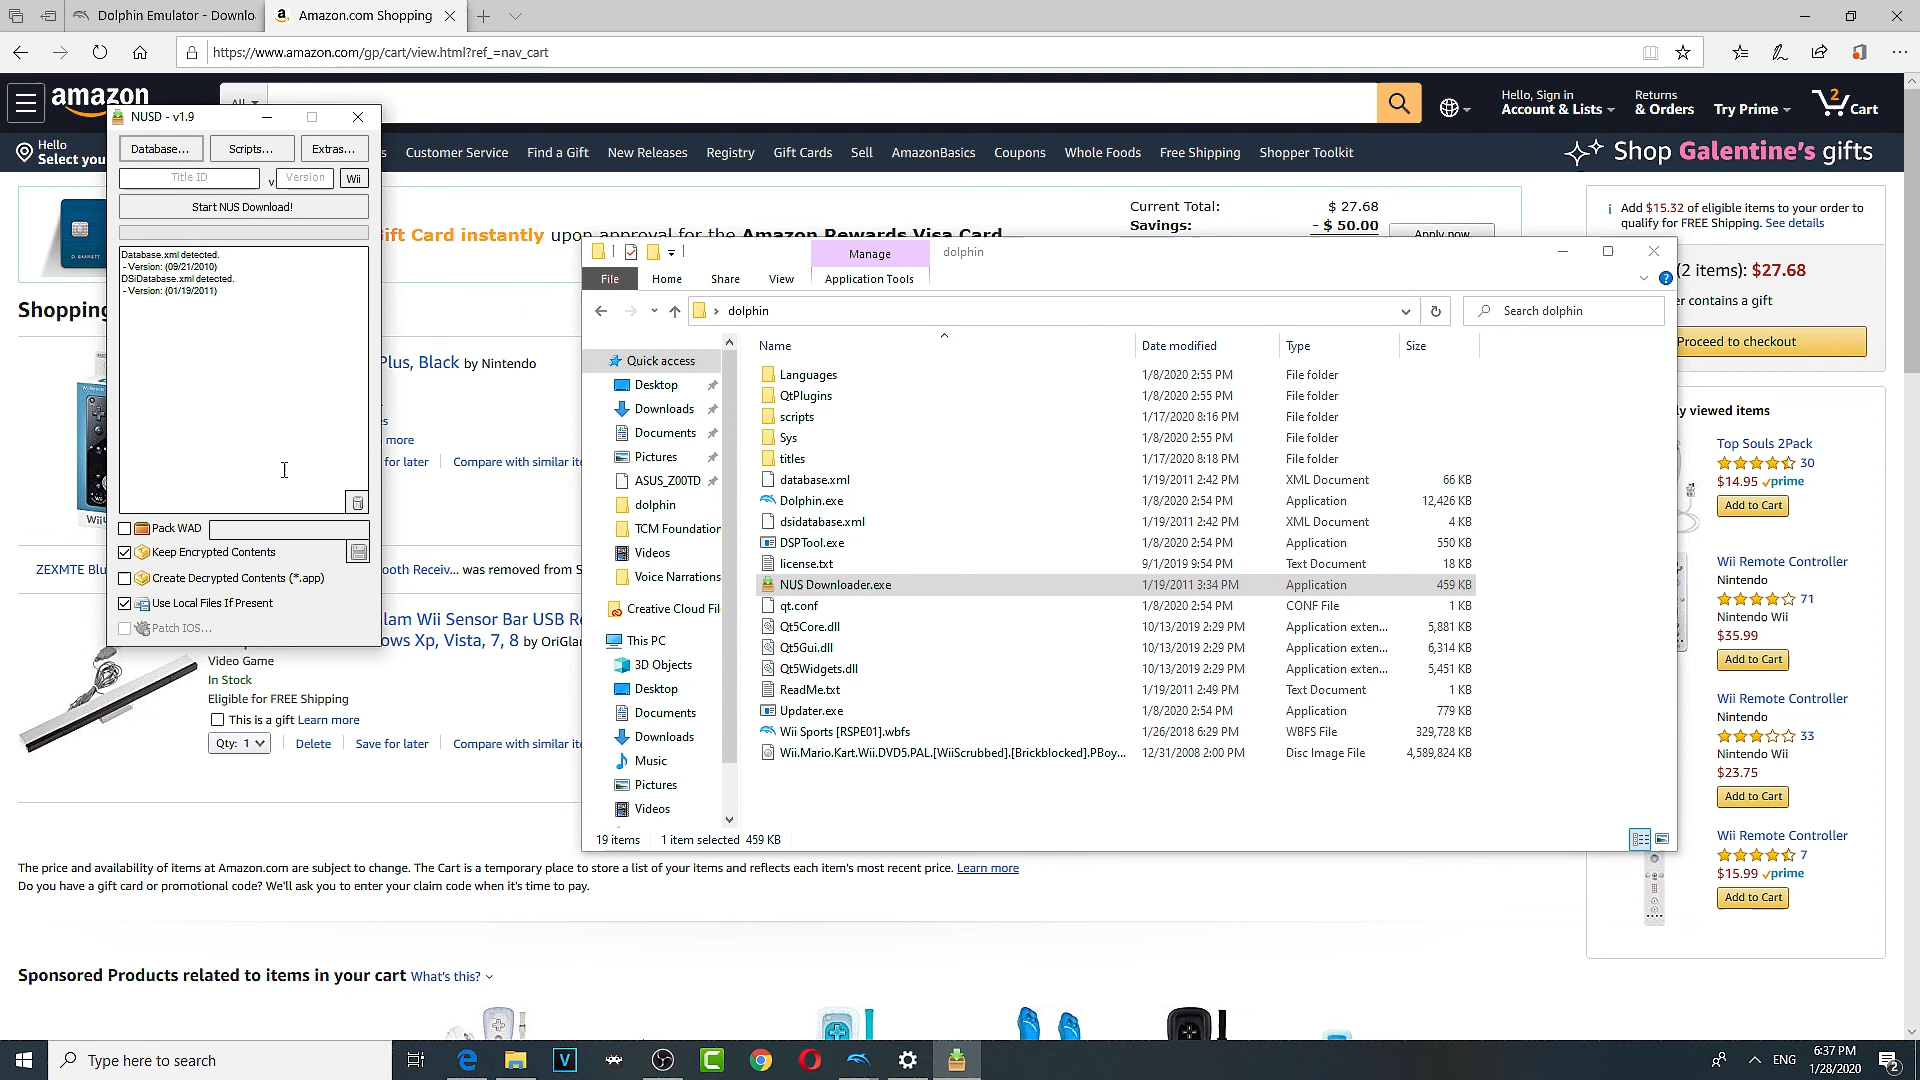 Dolphin Emulator - Downlo
Amazon.com Shopping
https://www.amazon.com/gp/cart/view.html?ref_=nav_cart
amazon
All
Hello, Sign in
Account & Lists
Returns
& Orders
Try Prime
2
Cart
Hello
Select you
s
Customer Service
Find a Gift
New Releases
Registry
Gift Cards
Sell
AmazonBasics
Coupons
Whole Foods
Free Shipping
Shopper Toolkit
Shop Galentine's gifts
NUSD - v1.9
Database...
Scripts...
Extras...
Title ID
v
Version
Wii
Start NUS Download!
Database.xml detected.
- Version: (09/21/2010)
DSiDatabase.xml detected.
- Version: (01/19/2011)
Pack WAD
Keep Encrypted Contents
Create Decrypted Contents (*.app)
Use Local Files If Present
Patch IOS...
D. BARRETT
ift Card instantly upon approval for the Amazon Rewards Visa Card
Current Total: $ 27.68
Savings: - $ 50.00
Apply now
i Add $15.32 of eligible items to your order to
qualify for FREE Shipping. See details
(2 items): $27.68
er contains a gift
Proceed to checkout
Shopping
Plus, Black by Nintendo
s
more
for later
Compare with similar ite
WiiU
ZEXMTE Blu
ooth Receiv... was removed from S
lam Wii Sensor Bar USB Re
ows Xp, Vista, 7, 8 by OriGlam
Video Game
In Stock
Eligible for FREE Shipping
This is a gift Learn more
Qty: 1
Delete
Save for later
Compare with similar ite
Manage
dolphin
File
Home
Share
View
Application Tools
dolphin
Search dolphin
Quick access
Desktop
Downloads
Documents
Pictures
ASUS_Z00TD
dolphin
TCM Foundation
Videos
Voice Narrations
Creative Cloud Fil
This PC
3D Objects
Desktop
Documents
Downloads
Music
Pictures
Videos
Name Date modified Type Size
Languages 1/8/2020 2:55 PM File folder
QtPlugins 1/8/2020 2:55 PM File folder
scripts 1/17/2020 8:16 PM File folder
Sys 1/8/2020 2:55 PM File folder
titles 1/17/2020 8:18 PM File folder
database.xml 1/19/2011 2:42 PM XML Document 66 KB
Dolphin.exe 1/8/2020 2:54 PM Application 12,426 KB
dsidatabase.xml 1/19/2011 2:42 PM XML Document 4 KB
DSPTool.exe 1/8/2020 2:54 PM Application 550 KB
license.txt 9/1/2019 9:54 PM Text Document 18 KB
NUS Downloader.exe 1/19/2011 3:34 PM Application 459 KB
qt.conf 1/8/2020 2:54 PM CONF File 1 KB
Qt5Core.dll 10/13/2019 2:29 PM Application exten... 5,881 KB
Qt5Gui.dll 10/13/2019 2:29 PM Application exten... 6,314 KB
Qt5Widgets.dll 10/13/2019 2:29 PM Application exten... 5,451 KB
ReadMe.txt 1/19/2011 2:49 PM Text Document 1 KB
Updater.exe 1/8/2020 2:54 PM Application 779 KB
Wii Sports [RSPE01].wbfs 1/26/2018 6:29 PM WBFS File 329,728 KB
Wii.Mario.Kart.Wii.DVD5.PAL.[WiiScrubbed].[Brickblocked].PBoy... 12/31/2008 2:00 PM Disc Image File 4,589,824 KB
19 items
1 item selected 459 KB
ly viewed items
Top Souls 2Pack
30
$14.95 prime
Add to Cart
Wii Remote Controller
Nintendo
71
Nintendo Wii
$35.99
Add to Cart
Wii Remote Controller
Nintendo
33
Nintendo Wii
$23.75
Add to Cart
Wii Remote Controller
7
$15.99 prime
Add to Cart
The price and availability of items at Amazon.com are subject to change. The Cart is a temporary place to store a list of your items and reflects each item's most recent price. Learn more
Do you have a gift card or promotional code? We'll ask you to enter your claim code when it's time to pay.
Sponsored Products related to items in your cart What's this?
Type here to search
V
ENG
6:37 PM
1/28/2020
2